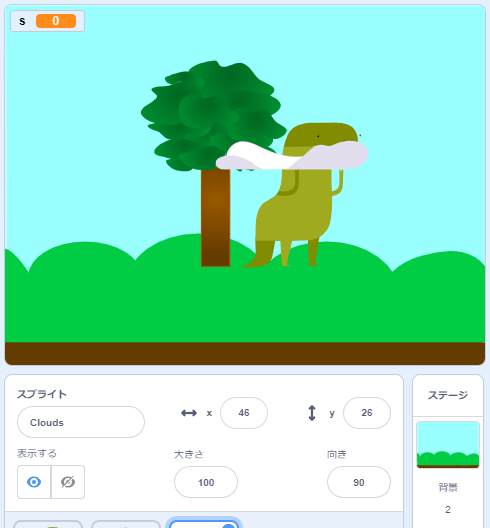 s 0
スプライト
Clouds
x 46
y 26
表示する
大きさ
100
向き
90
ステージ
背景
2